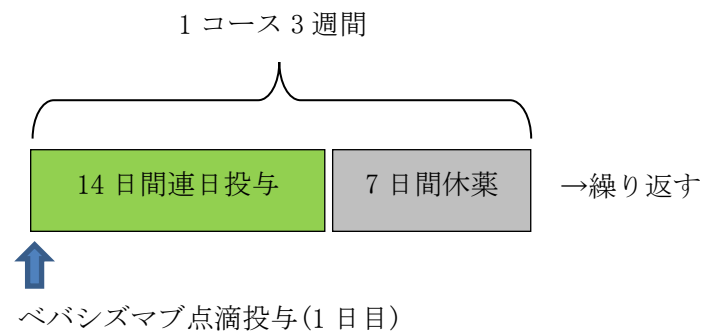 1 コース 3 週間
14 日間連日投与
7 日間休薬
→繰り返す
ベバシズマブ点滴投与(1 日目)